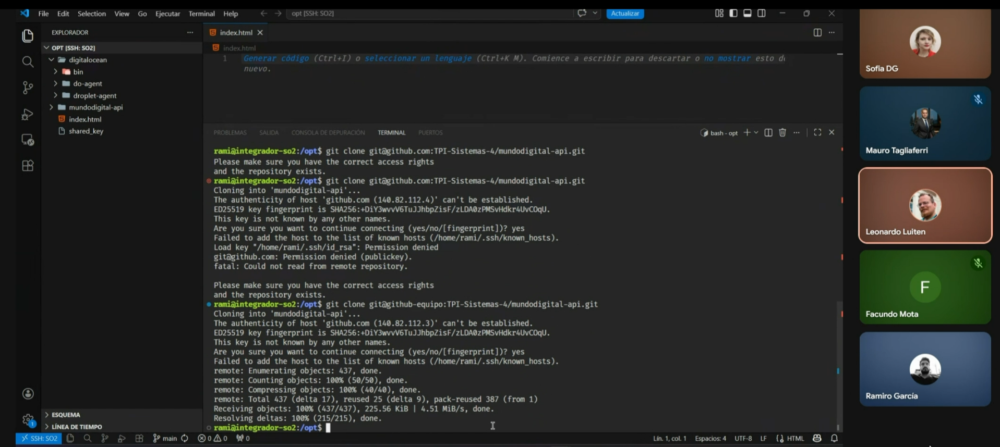 File Edit Selection View Go Ejecutar Terminal Help
opt [SSH: SO2]
Actualizar
EXPLORADOR
OPT [SSH: SO2]
digitalocean
bin
do-agent
droplet-agent
mundodigital-api
index.html
shared_key
ESQUEMA
LÍNEA DE TIEMPO
index.html
index.html
1 Generar código (Ctrl+I) o seleccionar un lenguaje (Ctrl+K M). Comience a escribir para descartar o no mostrar esto de
nuevo.
PROBLEMAS SALIDA CONSOLA DE DEPURACIÓN TERMINAL PUERTOS
bash - opt
rami@integrador-so2:/opt$ git clone git@github.com:TPI-Sistemas-4/mundodigital-api.git
Please make sure you have the correct access rights
and the repository exists.
rami@integrador-so2:/opt$ git clone git@github.com:TPI-Sistemas-4/mundodigital-api.git
Cloning into 'mundodigital-api'...
The authenticity of host 'github.com (140.82.112.4)' can't be established.
ED25519 key fingerprint is SHA256:+DiY3wvvV6TuJJhbpZisF/zLDA0zPMSvHdkr4UvCOqU.
This key is not known by any other names.
Are you sure you want to continue connecting (yes/no/[fingerprint])? yes
Failed to add the host to the list of known hosts (/home/rami/.ssh/known_hosts).
Load key "/home/rami/.ssh/id_rsa": Permission denied
git@github.com: Permission denied (publickey).
fatal: Could not read from remote repository.
Please make sure you have the correct access rights
and the repository exists.
rami@integrador-so2:/opt$ git clone git@github-equipo:TPI-Sistemas-4/mundodigital-api.git
Cloning into 'mundodigital-api'...
The authenticity of host 'github.com (140.82.112.3)' can't be established.
ED25519 key fingerprint is SHA256:+DiY3wvvV6TuJJhbpZisF/zLDA0zPMSvHdkr4UvCOqU.
This key is not known by any other names.
Are you sure you want to continue connecting (yes/no/[fingerprint])? yes
Failed to add the host to the list of known hosts (/home/rami/.ssh/known_hosts).
remote: Enumerating objects: 437, done.
remote: Counting objects: 100% (50/50), done.
remote: Compressing objects: 100% (40/40), done.
remote: Total 437 (delta 17), reused 25 (delta 9), pack-reused 387 (from 1)
Receiving objects: 100% (437/437), 225.56 KiB | 4.51 MiB/s, done.
Resolving deltas: 100% (215/215), done.
rami@integrador-so2:/opt$
1
SSH: SO2 main 0 0 0 Lín. 1, col. 1 Espacios: 4 UTF-8 LF HTML
Sofia DG
Mauro Tagliaferri
Leonardo Luiten
F
Facundo Mota
Ramiro García